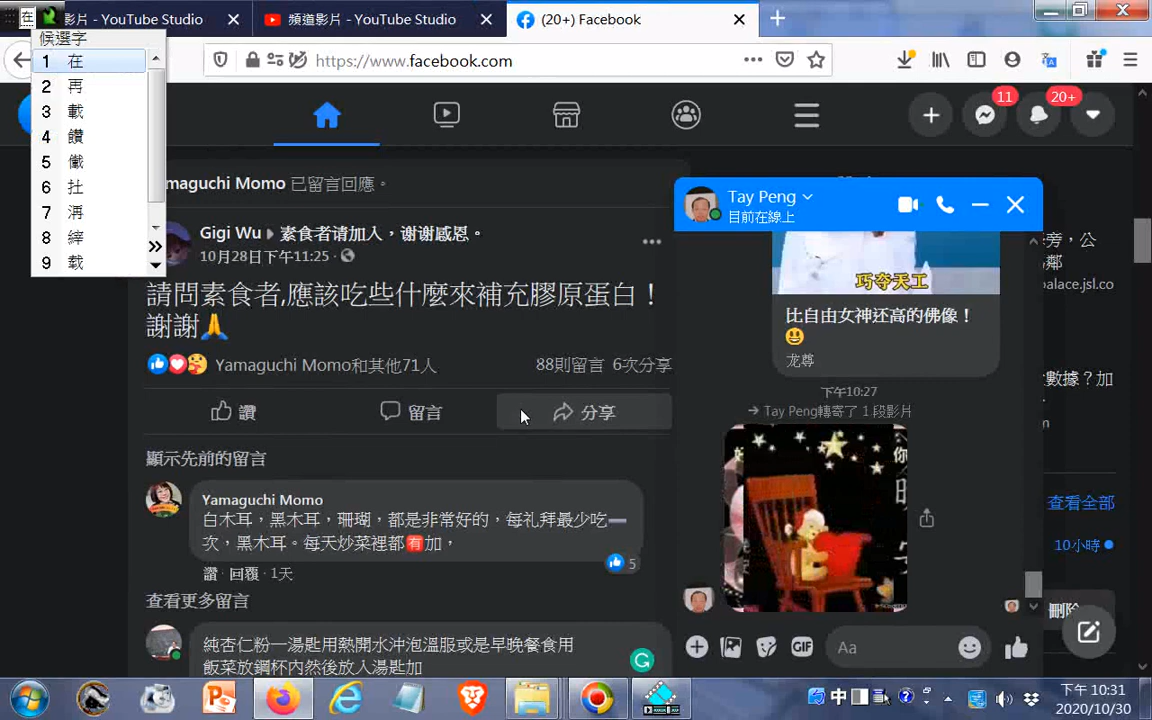 影片 - YouTube Studio
頻道影片 - YouTube Studio
(20+) Facebook
在
候選字
1 在
2 再
3 載
4 饡
5 儎
6 扗
7 洅
8 縡
9 载
https://www.facebook.com
11
20+
Yamaguchi Momo 已留言回應。
Gigi Wu 素食者请加入,谢谢感恩。
10月28日下午11:25
請問素食者,應該吃些什麼來補充膠原蛋白!
謝謝🙏
Yamaguchi Momo和其他71人
88則留言 6次分享
讚
留言
分享
顯示先前的留言
Yamaguchi Momo
白木耳,黑木耳,珊瑚,都是非常好的,每礼拜最少吃➖
次,黑木耳。每天炒菜裡都🈶加,
5
讚 · 回覆 · 1天
查看更多留言
純杏仁粉一湯匙用熱開水沖泡溫服或是早晚餐食用
飯菜放鋼杯内然後放入湯匙加
Tay Peng
目前在線上
巧夺天工
比自由女神还高的佛像!
😃
龙尊
下午10:27
Tay Peng轉寄了 1 段影片
GIF
Aa
旁,公
鄰
palace.jsl.co
數據?加
查看全部
10小時
刪除
中
下午 10:31
2020/10/30